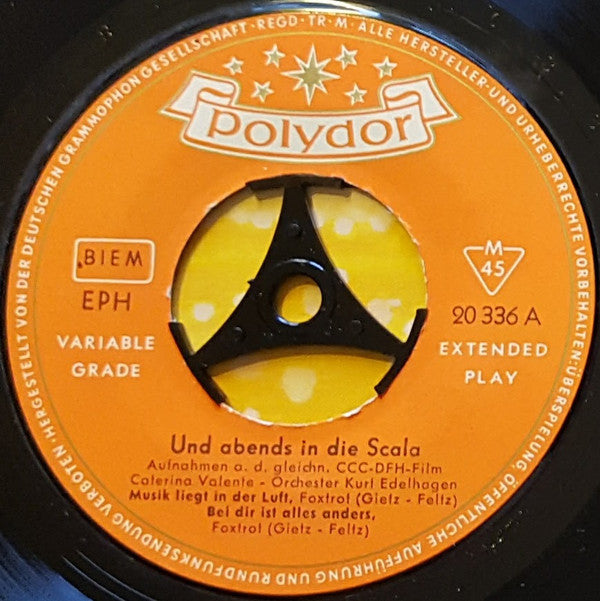 HERGESTELLT VON DER DEUTSCHEN GRAMMOPHON GESELLSCHAFT · REGD · TR · M · ALLE HERSTELLER- UND URHEBERRECHTE VORBEHALTEN · ÜBERSPIELUNG, ÖFFENTLICHE AUFFÜHRUNG UND RUNDFUNKSENDUNG VERBOTEN ·
Polydor
BIEM
EPH
VARIABLE
GRADE
M
45
20 336 A
EXTENDED
PLAY
Und abends in die Scala
Aufnahmen a. d. gleichn. CCC-DFH-Film
Caterina Valente - Orchester Kurt Edelhagen
Musik liegt in der Luft, Foxtrot (Gietz - Feltz)
Bei dir ist alles anders,
Foxtrot (Gietz - Feltz)